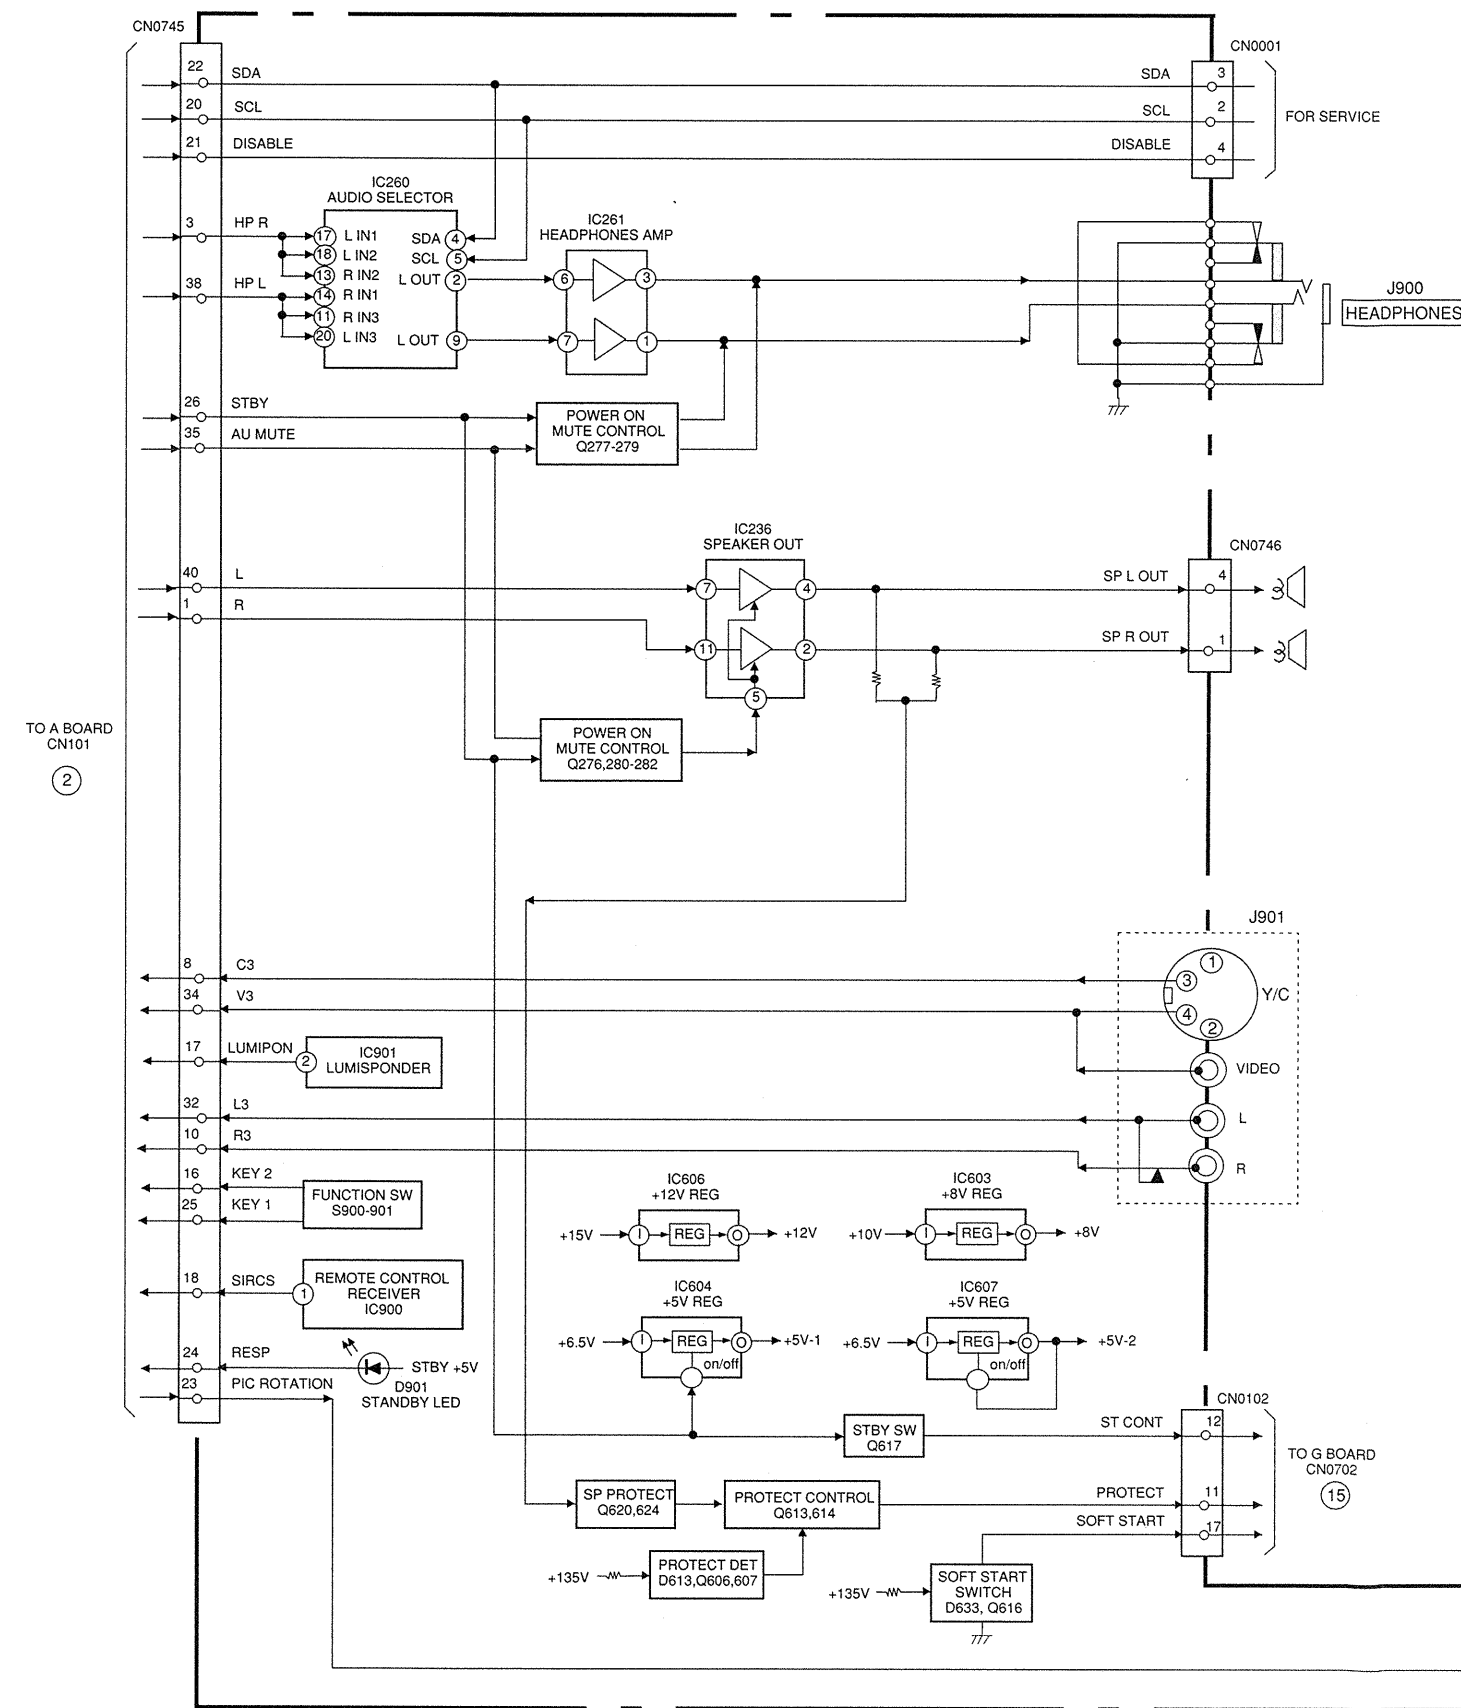 CN0745
CN0001
22 SDA SDA 3
20 SCL SCL 2
FOR SERVICE
21 DISABLE DISABLE 4
IC260
AUDIO SELECTOR
IC261
HEADPHONES AMP
3 HP R
17 L IN1 SDA 4
18 L IN2 SCL 5
13 R IN2 L OUT 2
6 3
38 HP L
14 R IN1
11 R IN3
20 L IN3 L OUT 9
7 1
J900
HEADPHONES
26 STBY
35 AU MUTE
POWER ON
MUTE CONTROL
Q277-279
IC236
SPEAKER OUT
CN0746
40 L
7 4
SP L OUT 4
1 R
11 2
SP R OUT 1
5
TO A BOARD
CN101
2
POWER ON
MUTE CONTROL
Q276,280-282
J901
8 C3
1
3
Y/C
34 V3
4
2
17 LUMIPON
2
IC901
LUMISPONDER
VIDEO
32 L3
L
10 R3
R
16 KEY 2
25 KEY 1
FUNCTION SW
S900-901
IC606
+12V REG
IC603
+8V REG
+15V I REG O +12V
+10V I REG O +8V
18 SIRCS
1
REMOTE CONTROL
RECEIVER
IC900
IC604
+5V REG
IC607
+5V REG
+6.5V I REG O +5V-1
on/off
+6.5V I REG O +5V-2
on/off
24 RESP
STBY +5V
D901
STANDBY LED
23 PIC ROTATION
CN0102
STBY SW
Q617
ST CONT 12
TO G BOARD
CN0702
15
SP PROTECT
Q620,624
PROTECT CONTROL
Q613,614
PROTECT 11
SOFT START 17
+135V
PROTECT DET
D613,Q606,607
+135V
SOFT START
SWITCH
D633, Q616